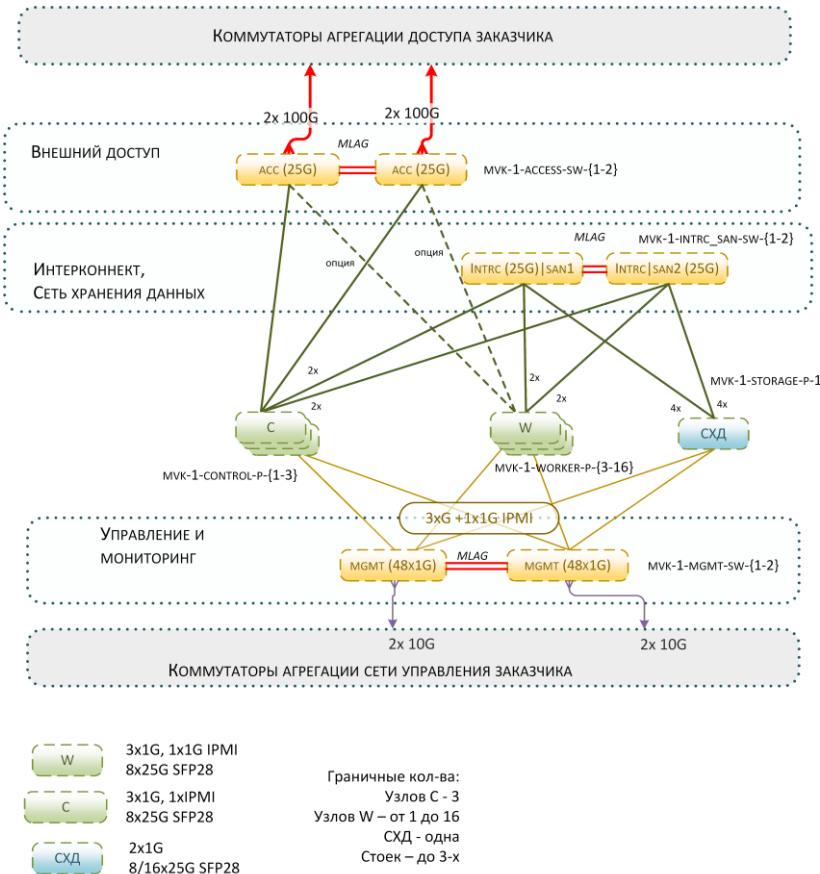 Коммутаторы агрегации доступа заказчика
2x 100G
2x 100G
Внешний доступ
MLAG
acc (25G)
acc (25G)
mvk-1-access-sw-{1-2}
MLAG
mvk-1-intrc_san-sw-{1-2}
опция
опция
Интерконнект,
Сеть хранения данных
Intrc (25G)|san1
Intrc|san2 (25G)
2x
2x
2x
2x
mvk-1-storage-p-1
4x
4x
С
W
СХД
mvk-1-control-p-{1-3}
mvk-1-worker-p-{3-16}
3xG +1x1G IPMI
Управление и
мониторинг
MLAG
mgmt (48x1G)
mgmt (48x1G)
mvk-1-mgmt-sw-{1-2}
2x 10G
2x 10G
Коммутаторы агрегации сети управления заказчика
W
3x1G, 1x1G IPMI
8x25G SFP28
С
3x1G, 1xIPMI
8x25G SFP28
СХД
2x1G
8/16x25G SFP28
Граничные кол-ва:
Узлов С - 3
Узлов W – от 1 до 16
СХД - одна
Стоек – до 3-х